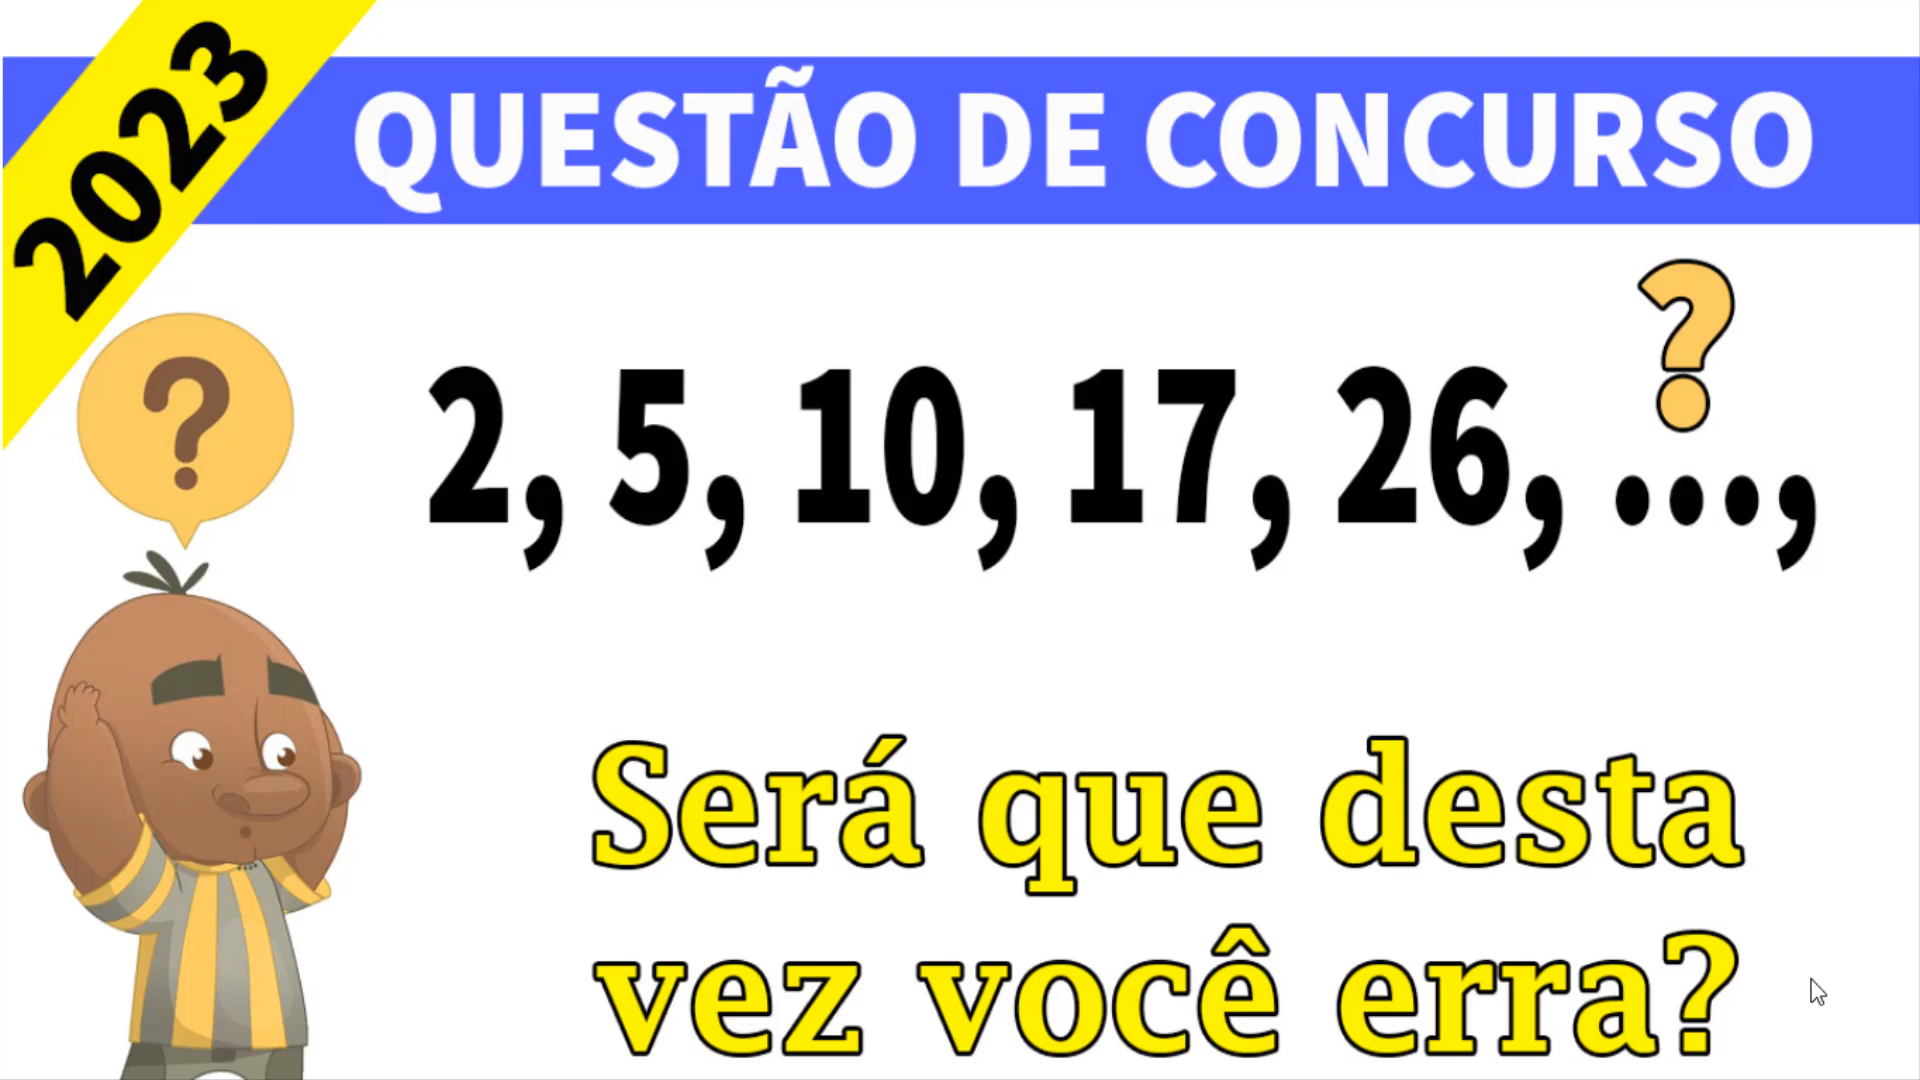 2023
QUESTÃO DE CONCURSO
?
?
2, 5, 10, 17, 26, ...,
Será que desta
vez você erra?